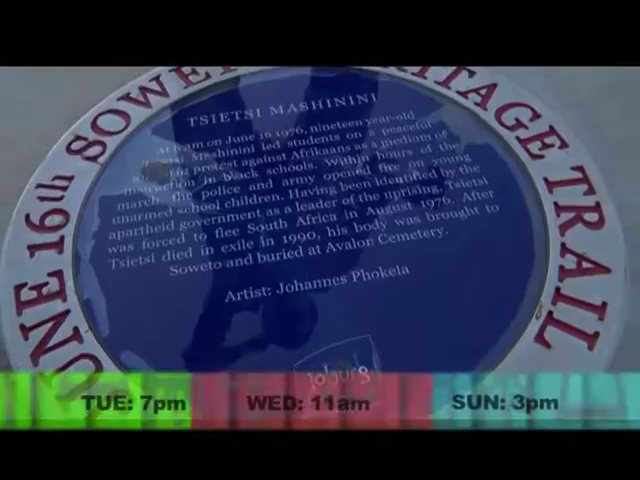 JUNE 16th SOWETO HERITAGE TRAIL
TSIETSI MASHININI
on June 16 1976, nineteen year-old
Mashinini led students on a peaceful
protest against Afrikaans as a medium of
instruction in black schools. Within hours of the
march, the police and army opened fire on young
unarmed school children. Having been identified by the
apartheid government as a leader of the uprising, Tsietsi
was forced to flee South Africa in August 1976. After
Tsietsi died in exile in 1990, his body was brought to
Soweto and buried at Avalon Cemetery.
Artist: Johannes Phokela
joburg
TUE: 7pm WED: 11am SUN: 3pm